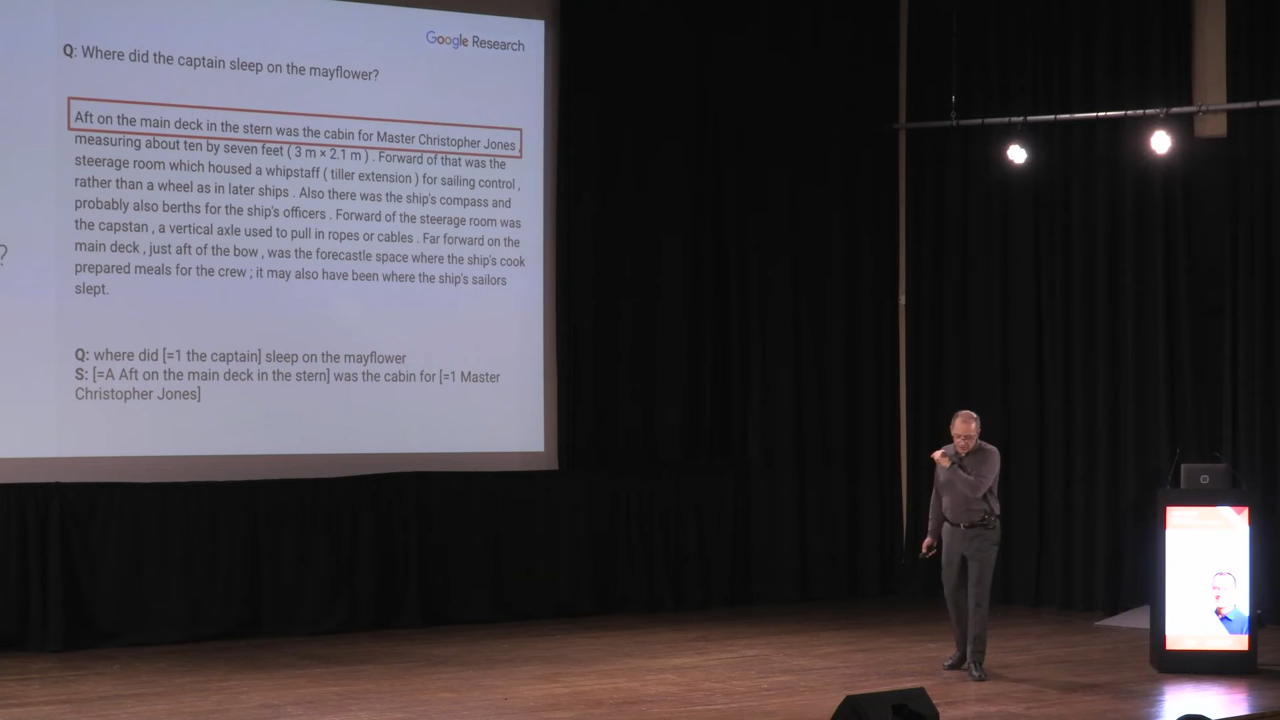 Google Research
Q: Where did the captain sleep on the mayflower?
Aft on the main deck in the stern was the cabin for Master Christopher Jones ,
measuring about ten by seven feet ( 3 m × 2.1 m ) . Forward of that was the
steerage room which housed a whipstaff ( tiller extension ) for sailing control ,
rather than a wheel as in later ships . Also there was the ship's compass and
probably also berths for the ship's officers . Forward of the steerage room was
the capstan , a vertical axle used to pull in ropes or cables . Far forward on the
main deck , just aft of the bow , was the forecastle space where the ship's cook
prepared meals for the crew ; it may also have been where the ship's sailors
slept.
?
Q: where did [=1 the captain] sleep on the mayflower
S: [=A Aft on the main deck in the stern] was the cabin for [=1 Master
Christopher Jones]